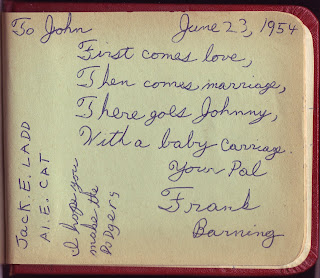 To John June 23, 1954
First comes love,
Then comes marriage,
There goes Johnny,
With a baby carriage.
Your Pal
Frank
Barning
JACK. E. LADD
AI. E. CAT
I hope you
make the
Dodgers